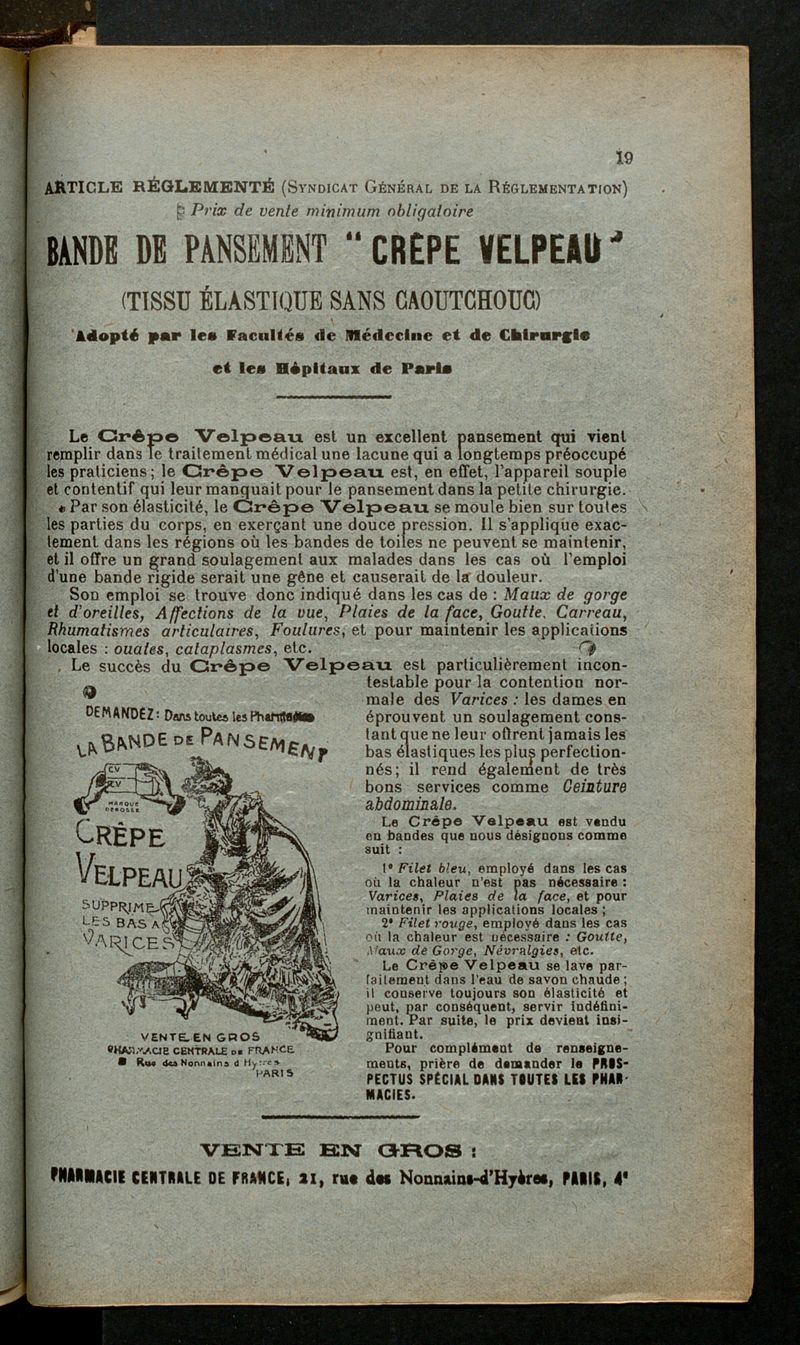 19
ARTICLE RÉGLEMENTÉ (Syndicat Général de la Réglementation)
Prix de vente minimum obligatoire
BANDE DE PANSEMENT "CRÊPE VELPEAU"
(TISSU ÉLASTIQUE SANS CAOUTCHOUC)
Adopté par les Facultés de Médecine et de Chirurgie
et les Hôpitaux de Paris
Le Crêpe Velpeau est un excellent pansement qui vient
remplir dans le traitement médical une lacune qui a longtemps préoccupé
les praticiens; le Crêpe Velpeau est, en effet, l'appareil souple
et contentif qui leur manquait pour le pansement dans la petite chirurgie.
Par son élasticité, le Crêpe Velpeau se moule bien sur toutes
les parties du corps, en exerçant une douce pression. Il s'applique exac-
tement dans les régions où les bandes de toiles ne peuvent se maintenir,
et il offre un grand soulagement aux malades dans les cas où l'emploi
d'une bande rigide serait une gêne et causerait de la douleur.
Son emploi se trouve donc indiqué dans les cas de : Maux de gorge
et d'oreilles, Affections de la vue, Plaies de la face, Goutte, Carreau,
Rhumatismes articulaires, Foulures, et pour maintenir les applications
locales : ouates, cataplasmes, etc.
Le succès du Crêpe Velpeau est particulièrement incon-
testable pour la contention nor-
male des Varices : les dames en
éprouvent un soulagement cons-
tant que ne leur offrent jamais les
bas élastiques les plus perfection-
nés; il rend également de très
bons services comme Ceinture
abdominale.
Le Crêpe Velpeau est vendu
en bandes que nous désignons comme
suit :
1° Filet bleu, employé dans les cas
où la chaleur n'est pas nécessaire :
Varices, Plaies de la face, et pour
maintenir les applications locales ;
2° Filet rouge, employé dans les cas
où la chaleur est nécessaire : Goutte,
Maux de Gorge, Névralgies, etc.
Le Crêpe Velpeau se lave par-
faitement dans l'eau de savon chaude ;
il conserve toujours son élasticité et
peut, par conséquent, servir indéfini-
ment. Par suite, le prix devient insi-
gnifiant.
Pour complément de renseigne-
ments, prière de demander le PROS-
PECTUS SPÉCIAL DANS TOUTES LES PHAR-
MACIES.
DEMANDEZ: Dans toutes les Pharmacies
LA BANDE DE PANSEMENT
CV
CV
MARQUE
DÉPOSÉE
CRÊPE
VELPEAU
SUPPRIME
LES BAS A
VARICES
VENTE EN GROS
PHARMACIE CENTRALE DE FRANCE
Rue des Nonnains d'Hyères
PARIS
VENTE EN GROS :
PHARMACIE CENTRALE DE FRANCE, 21, rue des Nonnains-d'Hyères, PARIS, 4°